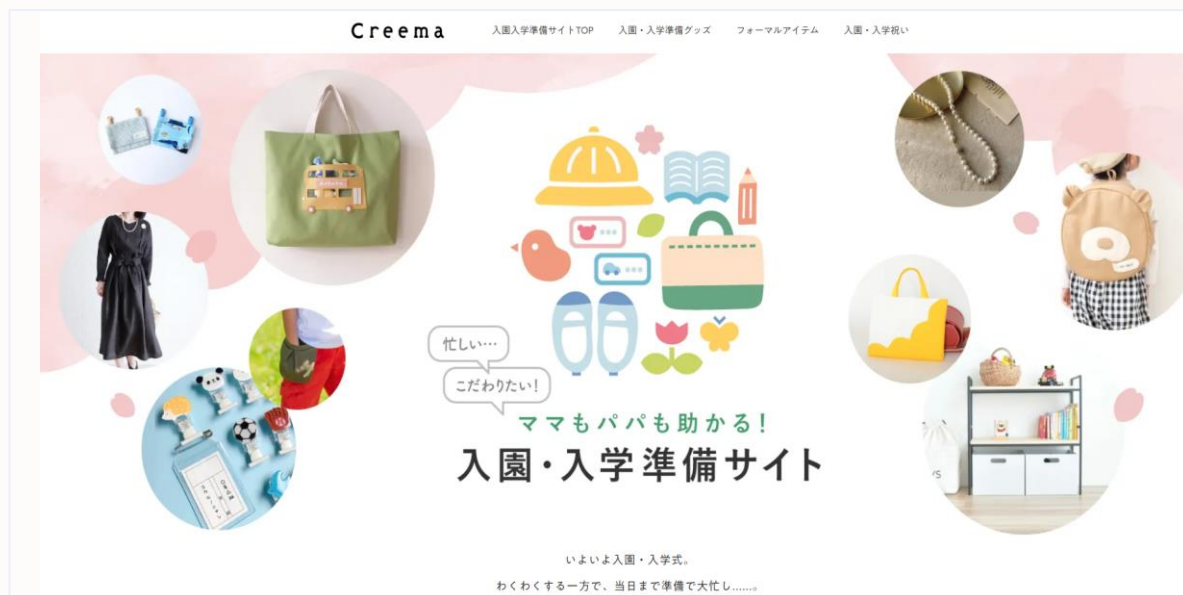 Creema
入園入学準備サイトTOP
入園・入学準備グッズ
フォーマルアイテム
入園・入学祝い
忙しい…
こだわりたい!
ママもパパも助かる!
入園・入学準備サイト
いよいよ入園・入学式。
わくわくする一方で、当日まで準備で大忙し……。